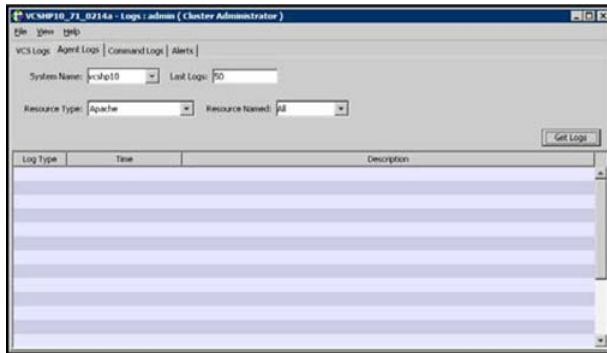 VCSHP10_71_0214a - Logs : admin ( Cluster Administrator )
File View Help
VCS Logs Agent Logs Command Logs Alerts
System Name: vcshp10 Last Logs: 50
Resource Type: Apache Resource Named: All
Get Logs
Log Type Time Description